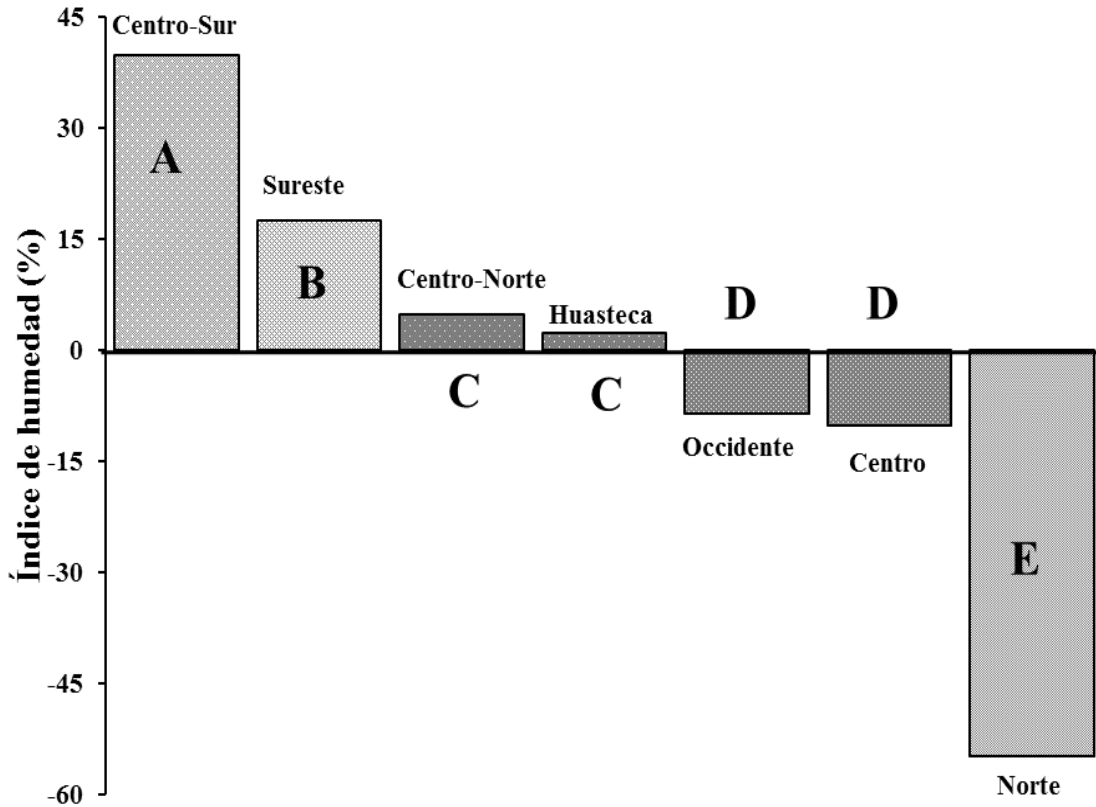 Índice de humedad (%)
45
30
15
0
-15
-30
-45
-60
Centro-Sur
A
Sureste
B
Centro-Norte
C
Huasteca
C
D
Occidente
D
Centro
E
Norte